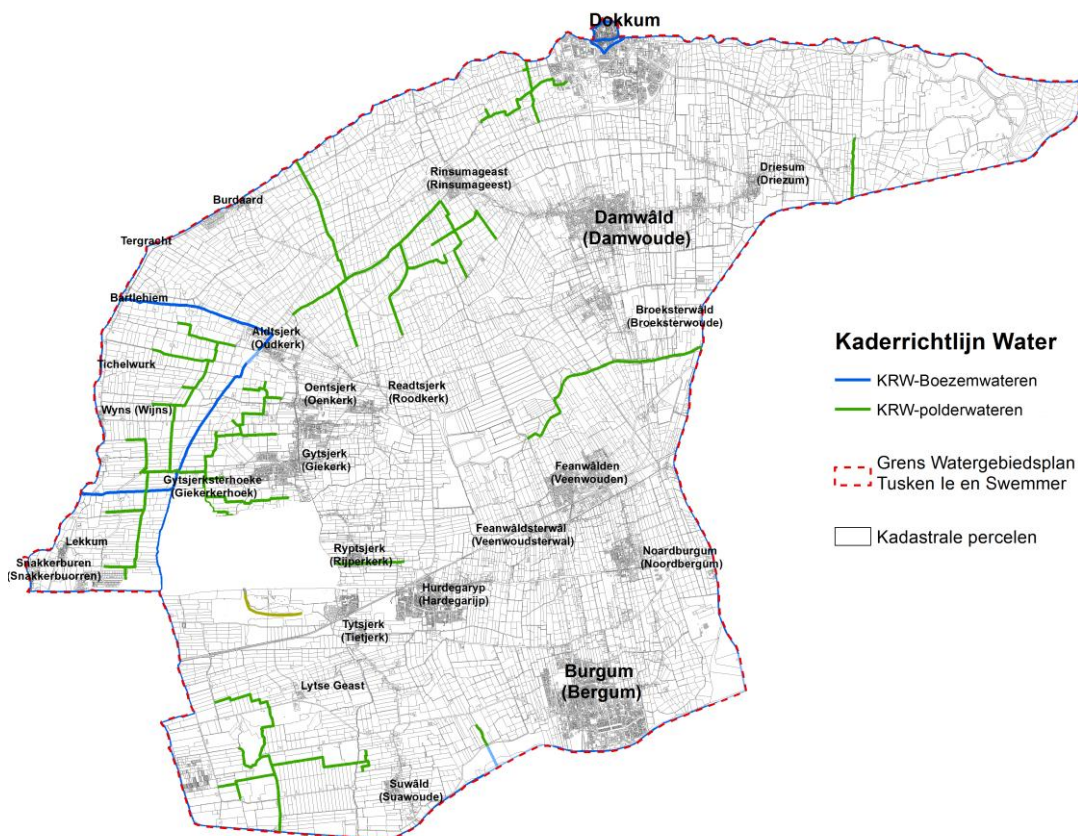 Dokkum
Driesum
(Driezum)
Rinsumageast
(Rinsumageest)
Burdaard
Damwâld
(Damwoude)
Tergracht
Bartlehiem
Broeksterwâld
(Broeksterwoude)
Aldtsjerk
(Oudkerk)
Tichelwurk
Oentsjerk
(Oenkerk)
Readtsjerk
(Roodkerk)
Wyns (Wijns)
Gytsjerk
(Giekerk)
Feanwâlden
(Veenwouden)
Gytsjerksterhoeke
(Giekerkerhoek)
Feanwâldsterwâl
(Veenwoudsterwal)
Lekkum
Snakkerburen
(Snakkerbuorren)
Ryptsjerk
(Rijperkerk)
Noardburgum
(Noordbergum)
Hurdegaryp
(Hardegarijp)
Tytsjerk
(Tietjerk)
Burgum
(Bergum)
Lytse Geast
Suwâld
(Suawoude)
Kaderrichtlijn Water
KRW-Boezemwateren
KRW-polderwateren
Grens Watergebiedsplan
Tusken Ie en Swemmer
Kadastrale percelen